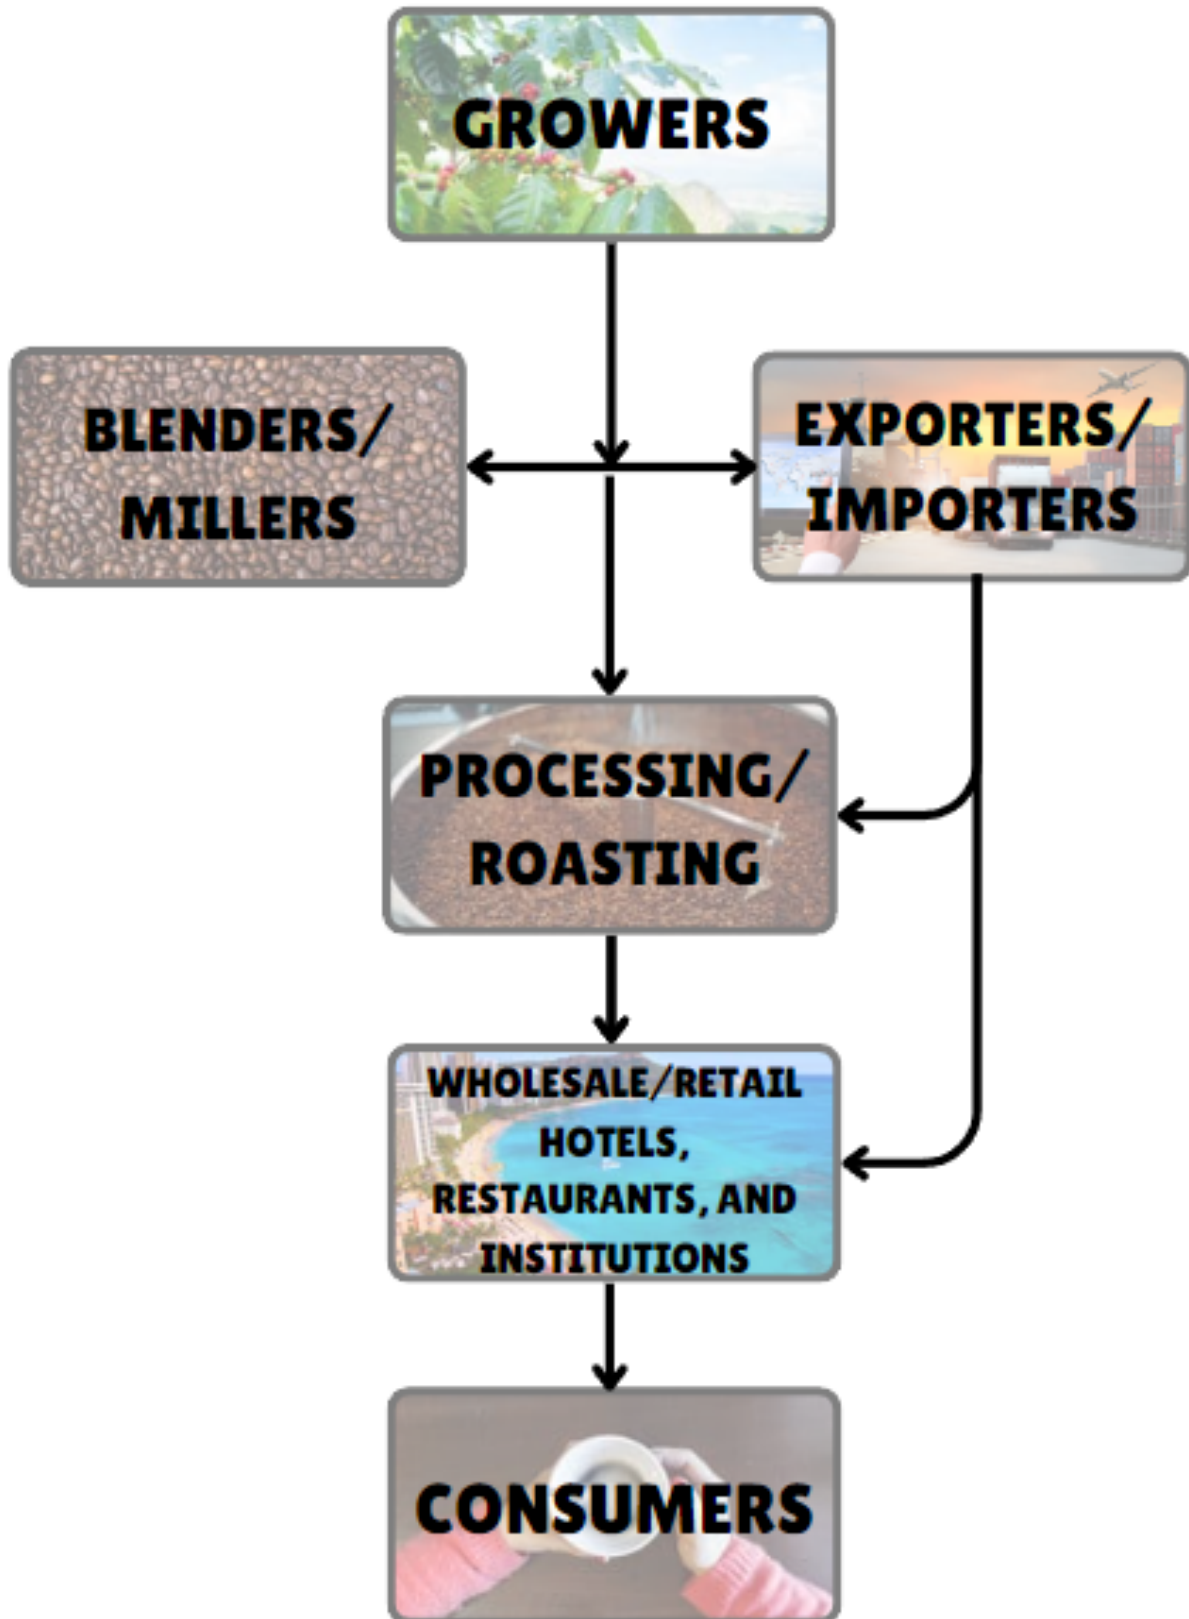 GROWERS
BLENDERS/
MILLERS
EXPORTERS/
IMPORTERS
PROCESSING/
ROASTING
WHOLESALE/RETAIL
HOTELS,
RESTAURANTS, AND
INSTITUTIONS
CONSUMERS